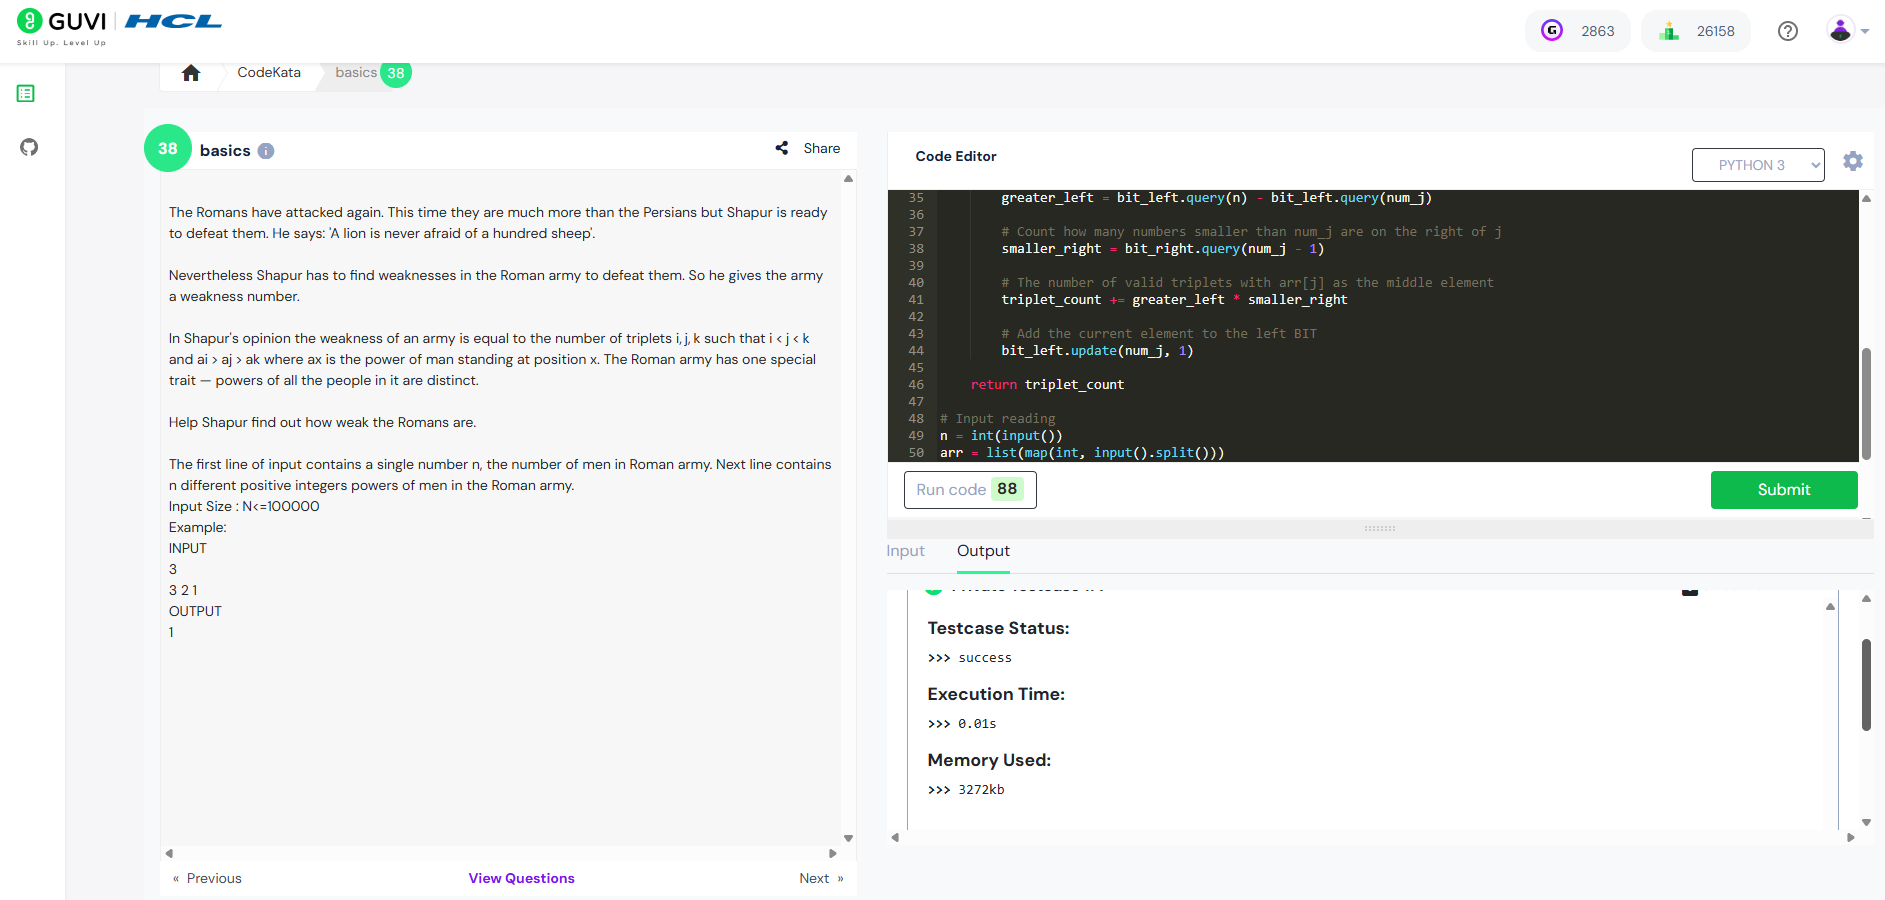 GUVI | HCL
Skill Up. Level Up
2863
26158
CodeKata
basics 38
38
basics
Share
The Romans have attacked again. This time they are much more than the Persians but Shapur is ready
to defeat them. He says: 'A lion is never afraid of a hundred sheep'.
Nevertheless Shapur has to find weaknesses in the Roman army to defeat them. So he gives the army
a weakness number.
In Shapur's opinion the weakness of an army is equal to the number of triplets i, j, k such that i < j < k
and ai > aj > ak where ax is the power of man standing at position x. The Roman army has one special
trait — powers of all the people in it are distinct.
Help Shapur find out how weak the Romans are.
The first line of input contains a single number n, the number of men in Roman army. Next line contains
n different positive integers powers of men in the Roman army.
Input Size : N<=100000
Example:
INPUT
3
3 2 1
OUTPUT
1
« Previous
View Questions
Next »
Code Editor
PYTHON 3
35 greater_left = bit_left.query(n) - bit_left.query(num_j)
36
37 # Count how many numbers smaller than num_j are on the right of j
38 smaller_right = bit_right.query(num_j - 1)
39
40 # The number of valid triplets with arr[j] as the middle element
41 triplet_count += greater_left * smaller_right
42
43 # Add the current element to the left BIT
44 bit_left.update(num_j, 1)
45
46 return triplet_count
47
48 # Input reading
49 n = int(input())
50 arr = list(map(int, input().split()))
Run code 88
Submit
Input
Output
Testcase Status:
>>> success
Execution Time:
>>> 0.01s
Memory Used:
>>> 3272kb